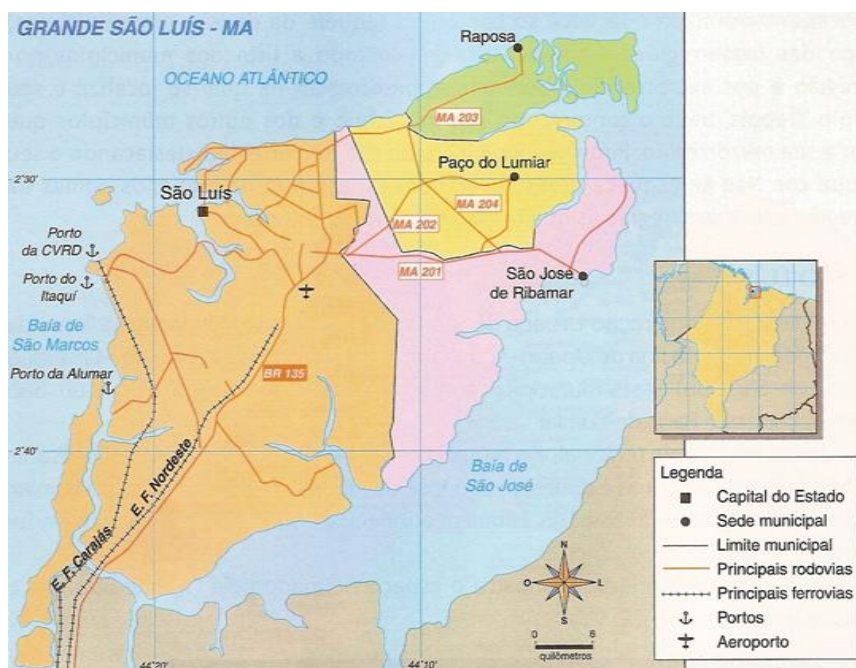 GRANDE SÃO LUÍS - MA
Raposa
OCEANO ATLÂNTICO
MA 203
Paço do Lumiar
2°30'
São Luís
MA 204
MA 202
Porto
da CVRD
MA 201
São José
de Ribamar
Porto do
Itaquí
Baía de
São Marcos
Porto da Alumar
BR 135
2°40'
Baía de
São José
E. F. Nordeste
E. F. Carajás
Legenda
Capital do Estado
Sede municipal
Limite municipal
Principais rodovias
Principais ferrovias
Portos
Aeroporto
N
O
L
S
0
6
quilômetros
44°20'
44°10'